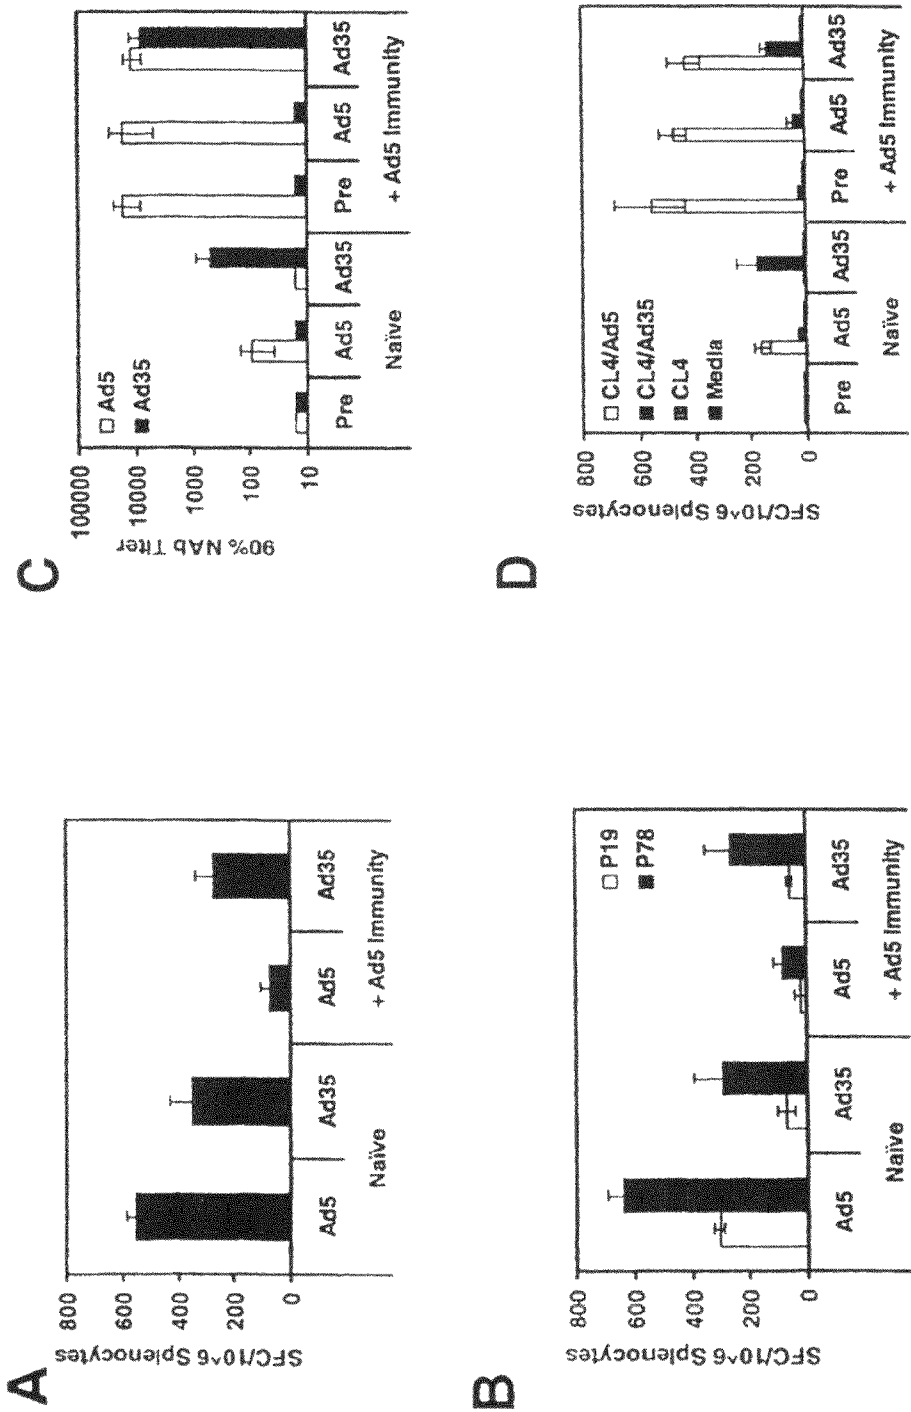 A
SFC/10^6 Splenocytes
800
600
400
200
0
Ad5 Ad35 Ad5 Ad35
Naïve + Ad5 Immunity
B
SFC/10^6 Splenocytes
800
600
400
200
0
P19
P78
Ad5 Ad35 Ad5 Ad35
Naïve + Ad5 Immunity
C
90% NAb Titer
100000
10000
1000
100
10
Ad5
Ad35
Pre Ad5 Ad35 Pre Ad5 Ad35
Naïve + Ad5 Immunity
D
SFC/10^6 Splenocytes
800
600
400
200
0
CL4/Ad5
CL4/Ad35
CL4
Media
Pre Ad5 Ad35 Pre Ad5 Ad35
Naïve + Ad5 Immunity